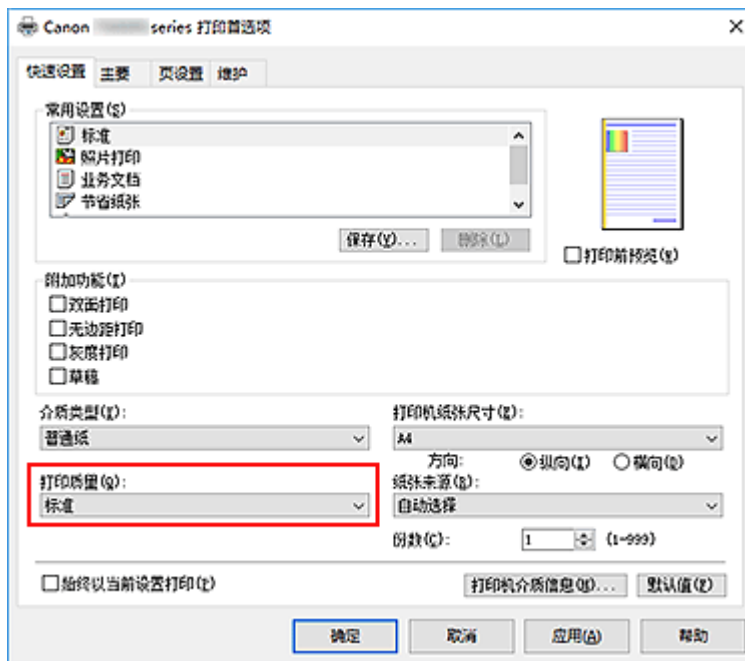 Canon series 打印首选项
快速设置 主要 页设置 维护
常用设置(S)
标准
照片打印
业务文档
节省纸张
保存(V)... 删除(L)
打印前预览(W)
附加功能(I)
双面打印
无边距打印
灰度打印
草稿
介质类型(X): 打印机纸张尺寸(Z):
普通纸 A4
方向: 纵向(I) 横向(D)
打印质量(Q): 纸张来源(B):
标准 自动选择
份数(C): 1 (1-999)
始终以当前设置打印(P)
打印机介质信息(M)... 默认值(F)
确定 取消 应用(A) 帮助